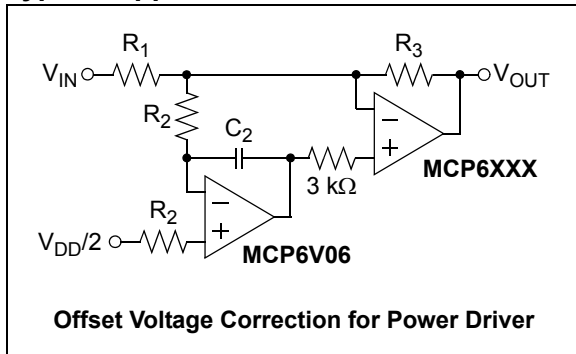 R1
R3
VIN
VOUT
R2
C2
−
+
3 kΩ
MCP6XXX
R2
−
+
VDD/2
MCP6V06
Offset Voltage Correction for Power Driver